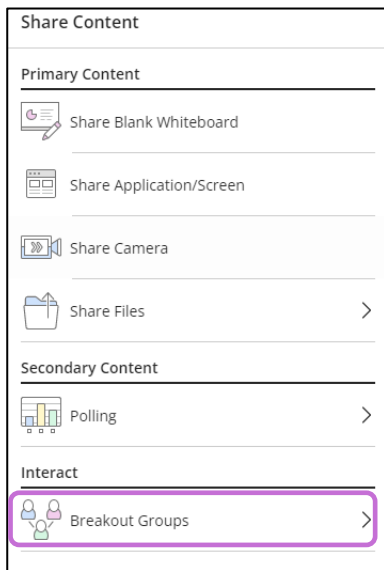 Share Content
Primary Content
Share Blank Whiteboard
Share Application/Screen
Share Camera
Share Files
Secondary Content
Polling
Interact
Breakout Groups